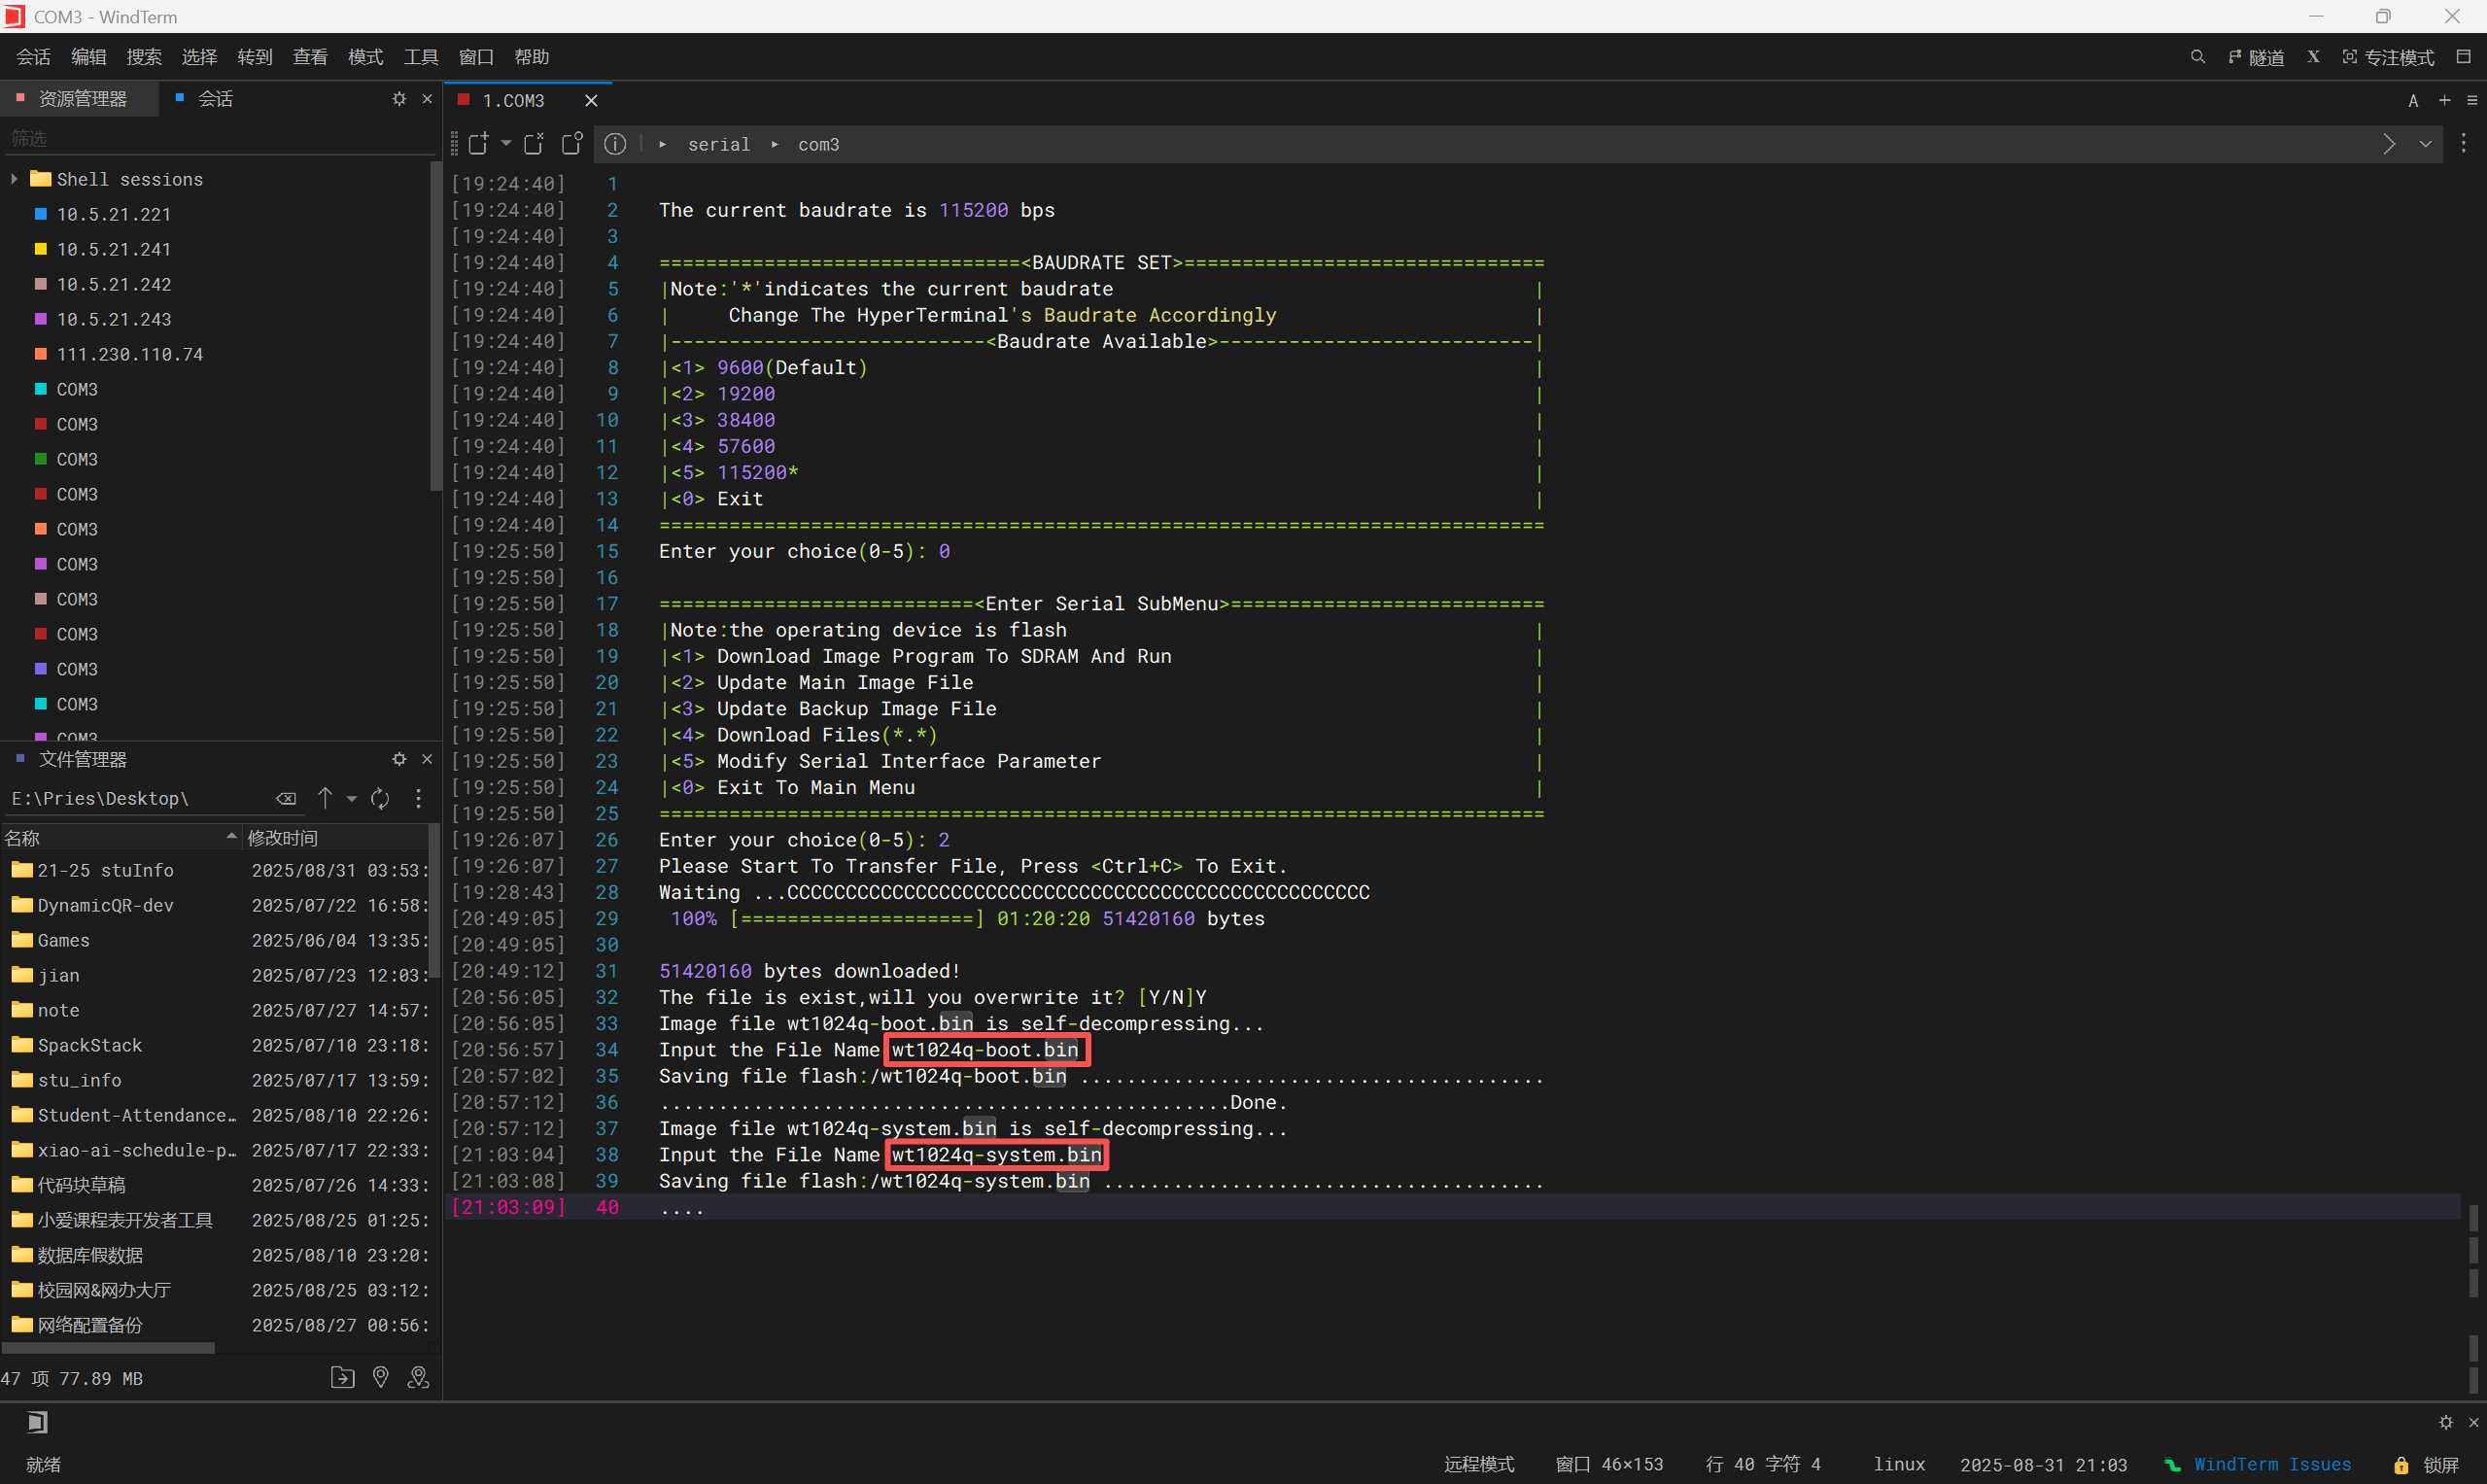 COM3 - WindTerm
会话 编辑 搜索 选择 转到 查看 模式 工具 窗口 帮助
隧道 X 专注模式
资源管理器 会话
筛选
Shell sessions
10.5.21.221
10.5.21.241
10.5.21.242
10.5.21.243
111.230.110.74
COM3
COM3
COM3
COM3
COM3
COM3
COM3
COM3
COM3
COM3
COM3
文件管理器
E:\Pries\Desktop\
名称 修改时间
21-25 stuInfo 2025/08/31 03:53:
DynamicQR-dev 2025/07/22 16:58:
Games 2025/06/04 13:35:
jian 2025/07/23 12:03:
note 2025/07/27 14:57:
SpackStack 2025/07/10 23:18:
stu_info 2025/07/17 13:59:
Student-Attendance… 2025/08/10 22:26:
xiao-ai-schedule-p… 2025/07/17 22:33:
代码块草稿 2025/07/26 14:33:
小爱课程表开发者工具 2025/08/25 01:25:
数据库假数据 2025/08/10 23:20:
校园网&网办大厅 2025/08/25 03:12:
网络配置备份 2025/08/27 00:56:
47 项 77.89 MB
1.COM3
A
serial com3
[19:24:40] 1
[19:24:40] 2 The current baudrate is 115200 bps
[19:24:40] 3
[19:24:40] 4 ===============================<BAUDRATE SET>===============================
[19:24:40] 5 |Note:'*'indicates the current baudrate |
[19:24:40] 6 | Change The HyperTerminal's Baudrate Accordingly |
[19:24:40] 7 |---------------------------<Baudrate Available>---------------------------|
[19:24:40] 8 |<1> 9600(Default) |
[19:24:40] 9 |<2> 19200 |
[19:24:40] 10 |<3> 38400 |
[19:24:40] 11 |<4> 57600 |
[19:24:40] 12 |<5> 115200* |
[19:24:40] 13 |<0> Exit |
[19:24:40] 14 ============================================================================
[19:25:50] 15 Enter your choice(0-5): 0
[19:25:50] 16
[19:25:50] 17 ===========================<Enter Serial SubMenu>===========================
[19:25:50] 18 |Note:the operating device is flash |
[19:25:50] 19 |<1> Download Image Program To SDRAM And Run |
[19:25:50] 20 |<2> Update Main Image File |
[19:25:50] 21 |<3> Update Backup Image File |
[19:25:50] 22 |<4> Download Files(*.*) |
[19:25:50] 23 |<5> Modify Serial Interface Parameter |
[19:25:50] 24 |<0> Exit To Main Menu |
[19:25:50] 25 ============================================================================
[19:26:07] 26 Enter your choice(0-5): 2
[19:26:07] 27 Please Start To Transfer File, Press <Ctrl+C> To Exit.
[19:28:43] 28 Waiting ...CCCCCCCCCCCCCCCCCCCCCCCCCCCCCCCCCCCCCCCCCCCCCCCCCC
[20:49:05] 29 100% [====================] 01:20:20 51420160 bytes
[20:49:05] 30
[20:49:12] 31 51420160 bytes downloaded!
[20:56:05] 32 The file is exist,will you overwrite it? [Y/N]Y
[20:56:05] 33 Image file wt1024q-boot.bin is self-decompressing...
[20:56:57] 34 Input the File Name wt1024q-boot.bin
[20:57:02] 35 Saving file flash:/wt1024q-boot.bin ........................................
[20:57:12] 36 .................................................Done.
[20:57:12] 37 Image file wt1024q-system.bin is self-decompressing...
[21:03:04] 38 Input the File Name wt1024q-system.bin
[21:03:08] 39 Saving file flash:/wt1024q-system.bin ......................................
[21:03:09] 40 ....
就绪 远程模式 窗口 46×153 行 40 字符 4 linux 2025-08-31 21:03 WindTerm Issues 锁屏